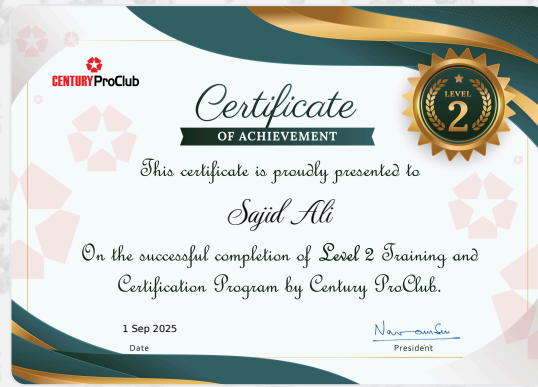 CENTURY ProClub
Certificate
OF ACHIEVEMENT
LEVEL
2
This certificate is proudly presented to
Sajid Ali
On the successful completion of Level 2 Training and
Certification Program by Century ProClub.
1 Sep 2025
Date
President